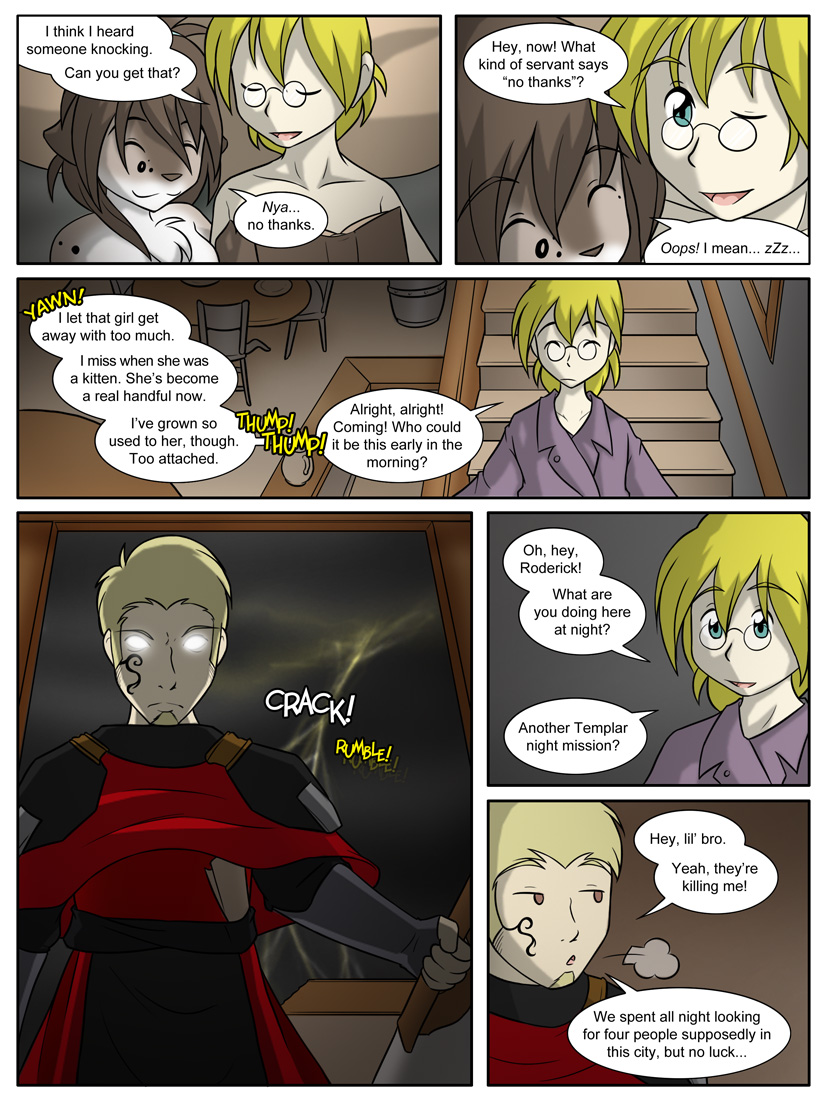 I think I heard
someone knocking.
Can you get that?
Nya...
no thanks.
Hey, now! What
kind of servant says
“no thanks”?
Oops! I mean... zZz...
YAWN!
I let that girl get
away with too much.
I miss when she was
a kitten. She’s become
a real handful now.
I’ve grown so
used to her, though.
Too attached.
THUMP!
THUMP!
Alright, alright!
Coming! Who could
it be this early in the
morning?
CRACK!
RUMBLE!
RUMBLE!
Oh, hey,
Roderick!
What are
you doing here
at night?
Another Templar
night mission?
Hey, lil’ bro.
Yeah, they’re
killing me!
We spent all night looking
for four people supposedly in
this city, but no luck...